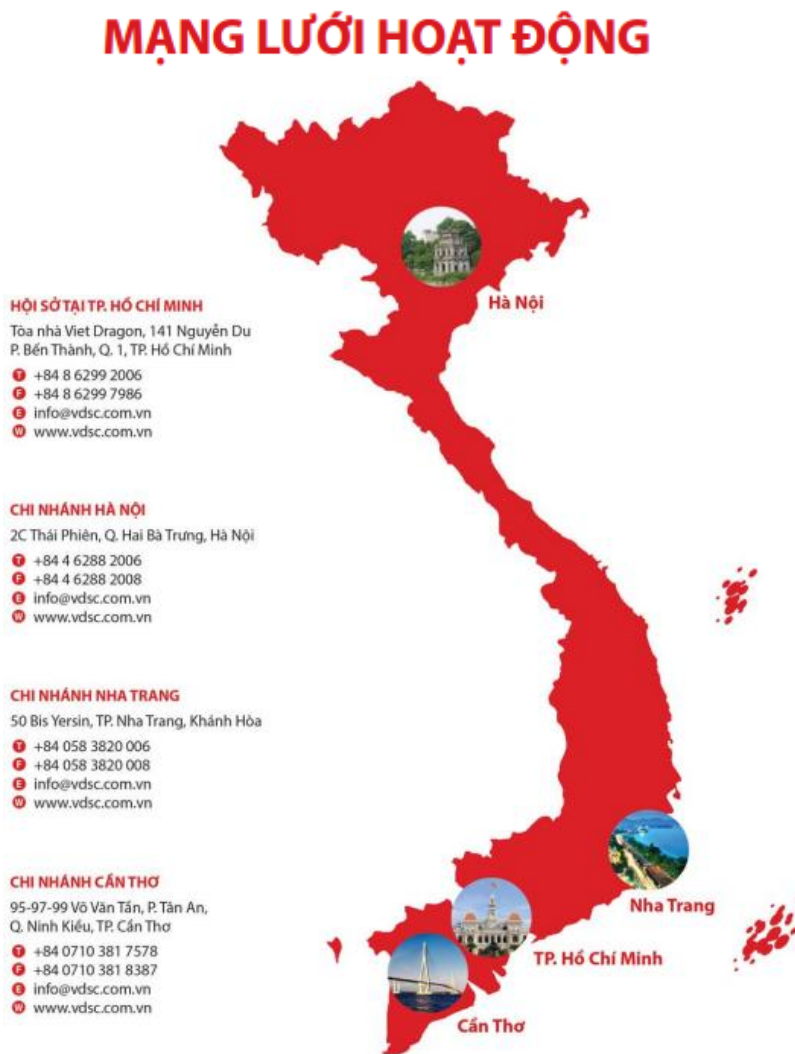 MẠNG LƯỚI HOẠT ĐỘNG
Hà Nội
HỘI SỞ TẠI TP. HỒ CHÍ MINH
Tòa nhà Viet Dragon, 141 Nguyễn Du
P. Bến Thành, Q. 1, TP. Hồ Chí Minh
T +84 8 6299 2006
F +84 8 6299 7986
E info@vdsc.com.vn
W www.vdsc.com.vn
CHI NHÁNH HÀ NỘI
2C Thái Phiên, Q. Hai Bà Trưng, Hà Nội
T +84 4 6288 2006
F +84 4 6288 2008
E info@vdsc.com.vn
W www.vdsc.com.vn
CHI NHÁNH NHA TRANG
50 Bis Yersin, TP. Nha Trang, Khánh Hòa
T +84 058 3820 006
F +84 058 3820 008
E info@vdsc.com.vn
W www.vdsc.com.vn
CHI NHÁNH CẦN THƠ
95-97-99 Võ Văn Tần, P. Tân An,
Q. Ninh Kiều, TP. Cần Thơ
T +84 0710 381 7578
F +84 0710 381 8387
E info@vdsc.com.vn
W www.vdsc.com.vn
Nha Trang
TP. Hồ Chí Minh
Cần Thơ